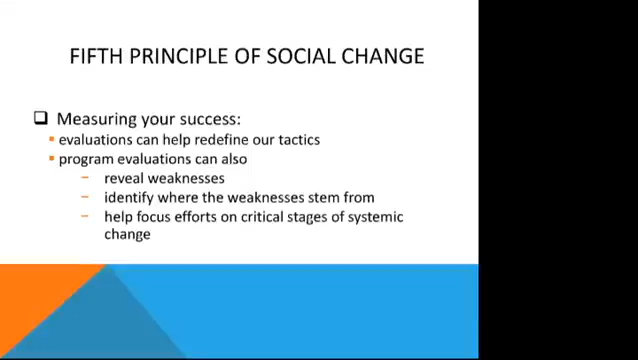 FIFTH PRINCIPLE OF SOCIAL CHANGE
Measuring your success:
evaluations can help redefine our tactics
program evaluations can also
– reveal weaknesses
– identify where the weaknesses stem from
– help focus efforts on critical stages of systemic
change